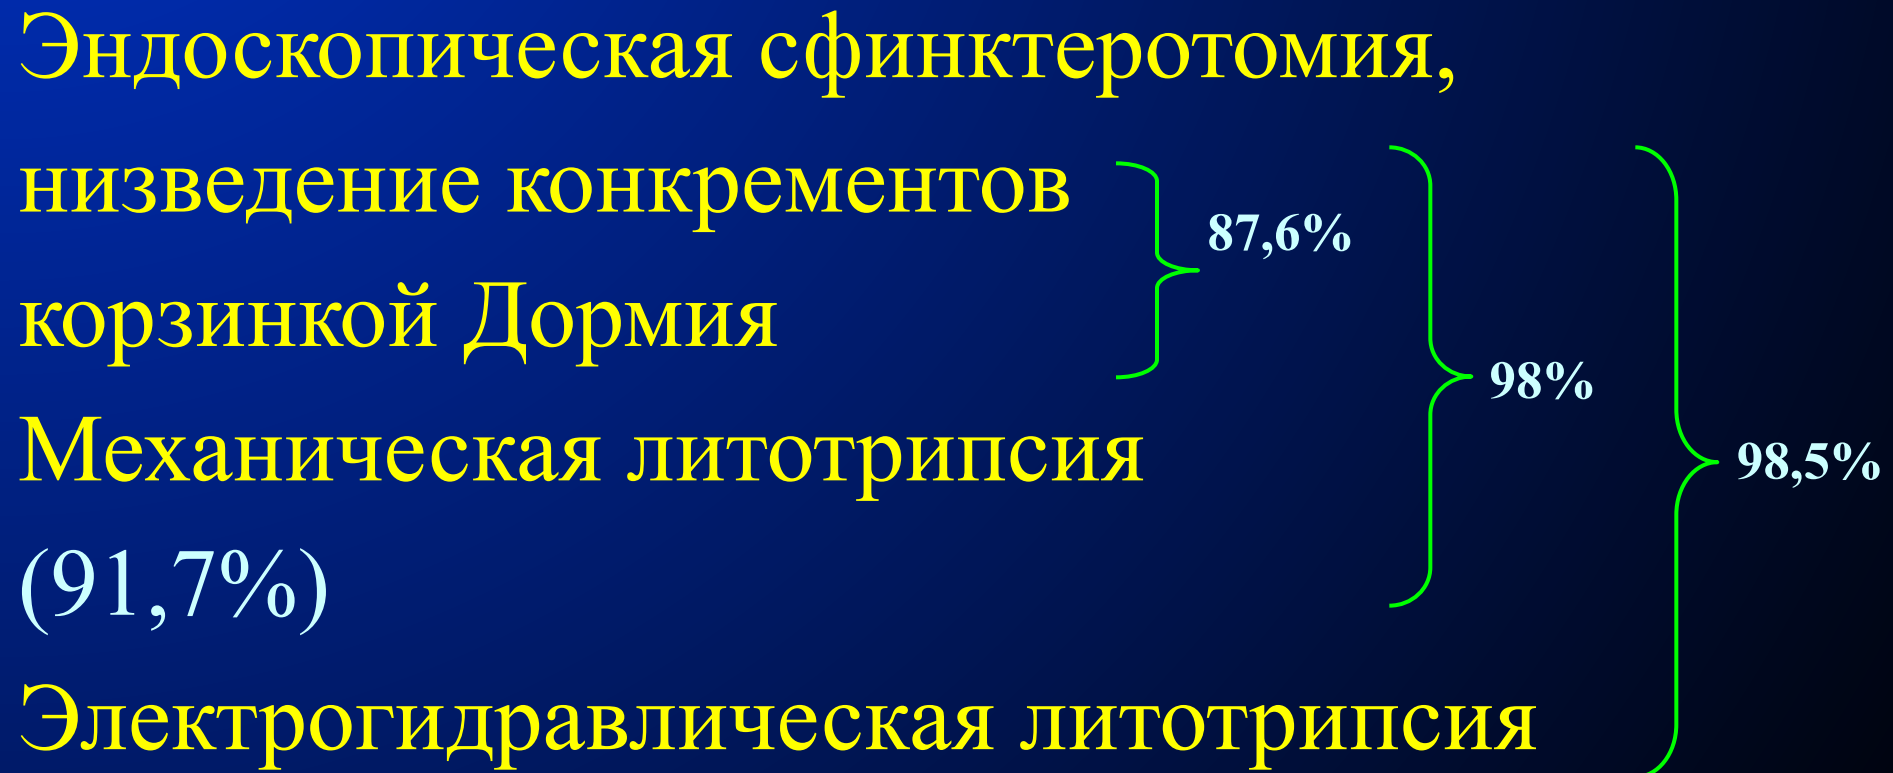 Эндоскопическая сфинктеротомия,
низведение конкрементов
87,6%
корзинкой Дормия
98%
Механическая литотрипсия
98,5%
(91,7%)
Электрогидравлическая литотрипсия